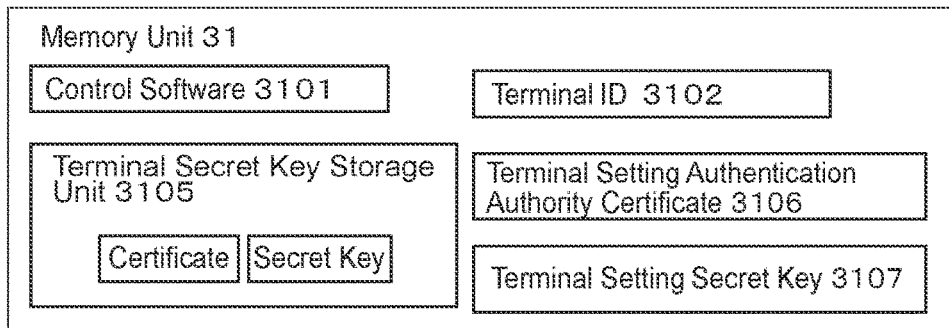 Memory Unit 31
Control Software 3101
Terminal ID 3102
Terminal Secret Key Storage
Unit 3105
Certificate
Secret Key
Terminal Setting Authentication
Authority Certificate 3106
Terminal Setting Secret Key 3107